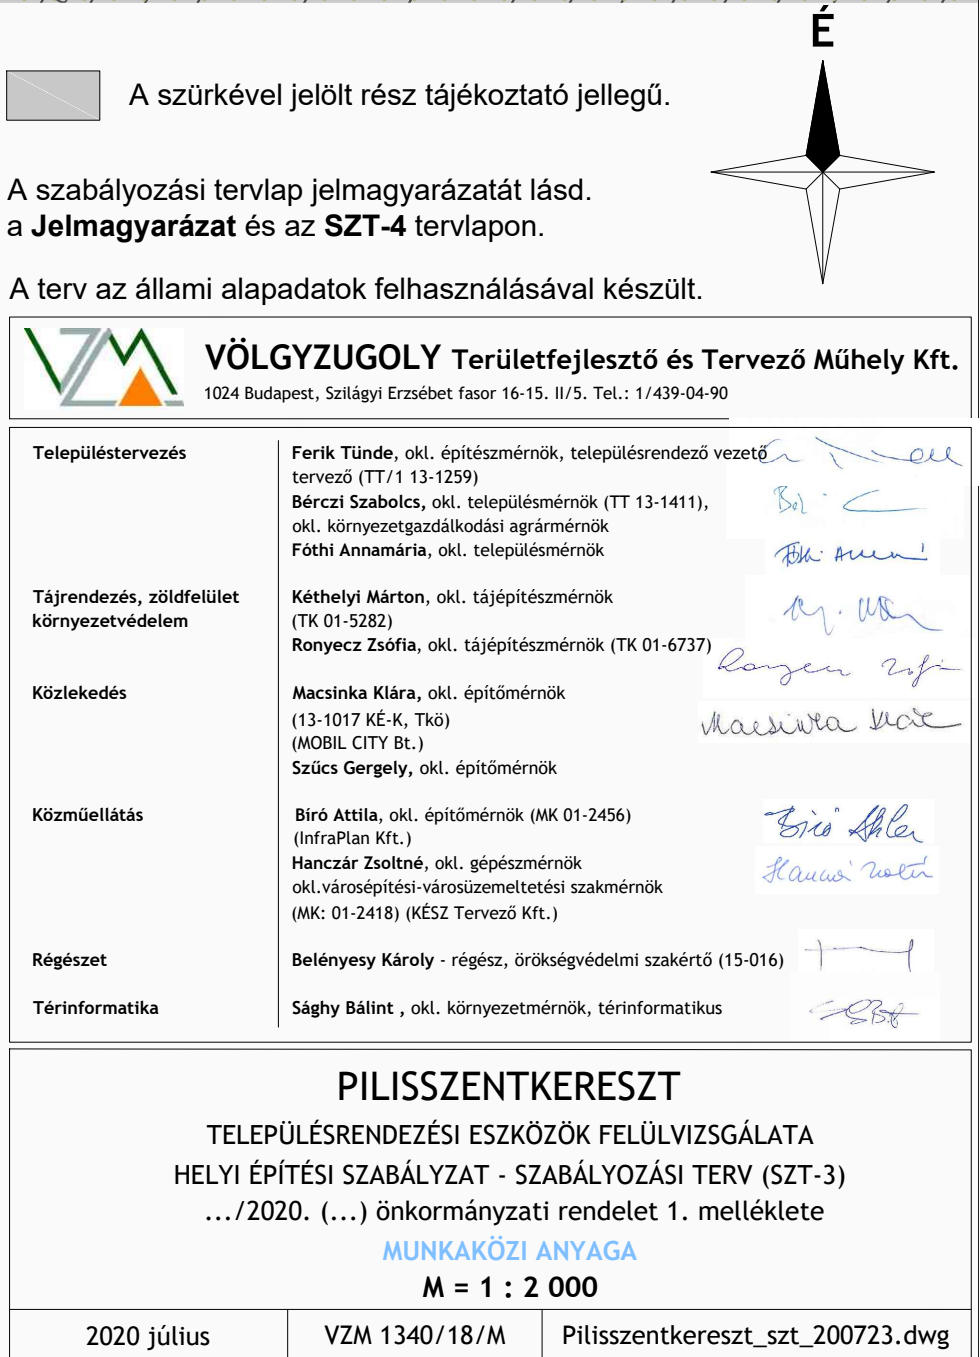 É
A szürkével jelölt rész tájékoztató jellegű.
A szabályozási tervlap jelmagyarázatát lásd.
a Jelmagyarázat és az SZT-4 tervlapon.
A terv az állami alapadatok felhasználásával készült.
VZM
VÖLGYZUGOLY Területfejlesztő és Tervező Műhely Kft.
1024 Budapest, Szilágyi Erzsébet fasor 16-15. II/5. Tel.: 1/439-04-90
Településtervezés
Ferik Tünde, okl. építészmérnök, településrendező vezető
tervező (TT/1 13-1259)
Bérczi Szabolcs, okl. településmérnök (TT 13-1411),
okl. környezetgazdálkodási agrármérnök
Fóthi Annamária, okl. településmérnök
Tájrendezés, zöldfelület
környezetvédelem
Kéthelyi Márton, okl. tájépítészmérnök
(TK 01-5282)
Ronyecz Zsófia, okl. tájépítészmérnök (TK 01-6737)
Közlekedés
Macsinka Klára, okl. építőmérnök
(13-1017 KÉ-K, Tkö)
(MOBIL CITY Bt.)
Szűcs Gergely, okl. építőmérnök
Közműellátás
Bíró Attila, okl. építőmérnök (MK 01-2456)
(InfraPlan Kft.)
Hanczár Zsoltné, okl. gépészmérnök
okl.városépítési-városüzemeltetési szakmérnök
(MK: 01-2418) (KÉSZ Tervező Kft.)
Régészet
Belényesy Károly - régész, örökségvédelmi szakértő (15-016)
Térinformatika
Sághy Bálint , okl. környezetmérnök, térinformatikus
PILISSZENTKERESZT
TELEPÜLÉSRENDEZÉSI ESZKÖZÖK FELÜLVIZSGÁLATA
HELYI ÉPÍTÉSI SZABÁLYZAT - SZABÁLYOZÁSI TERV (SZT-3)
.../2020. (...) önkormányzati rendelet 1. melléklete
MUNKAKÖZI ANYAGA
M = 1 : 2 000
2020 július
VZM 1340/18/M
Pilisszentkereszt_szt_200723.dwg